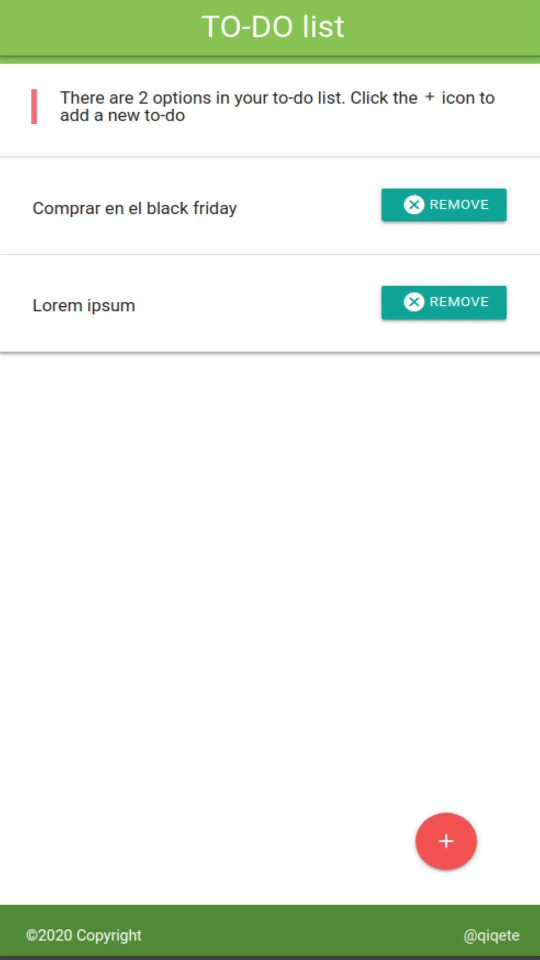 TO-DO list
There are 2 options in your to-do list. Click the + icon to
add a new to-do
Comprar en el black friday
REMOVE
Lorem ipsum
REMOVE
+
©2020 Copyright
@qiqete